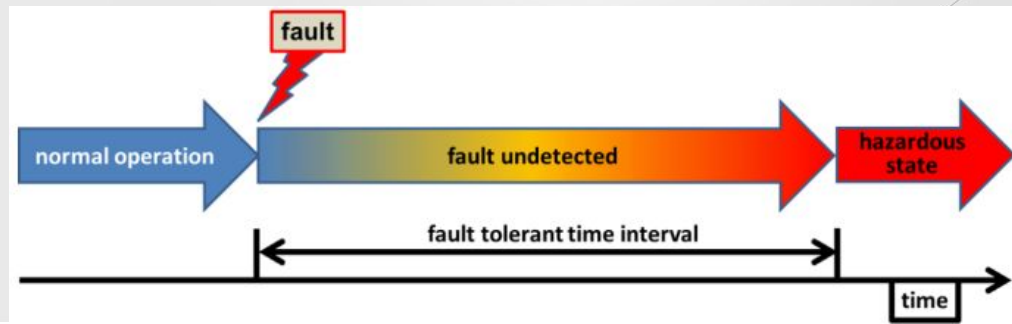 fault
normal operation
fault undetected
hazardous
state
fault tolerant time interval
time